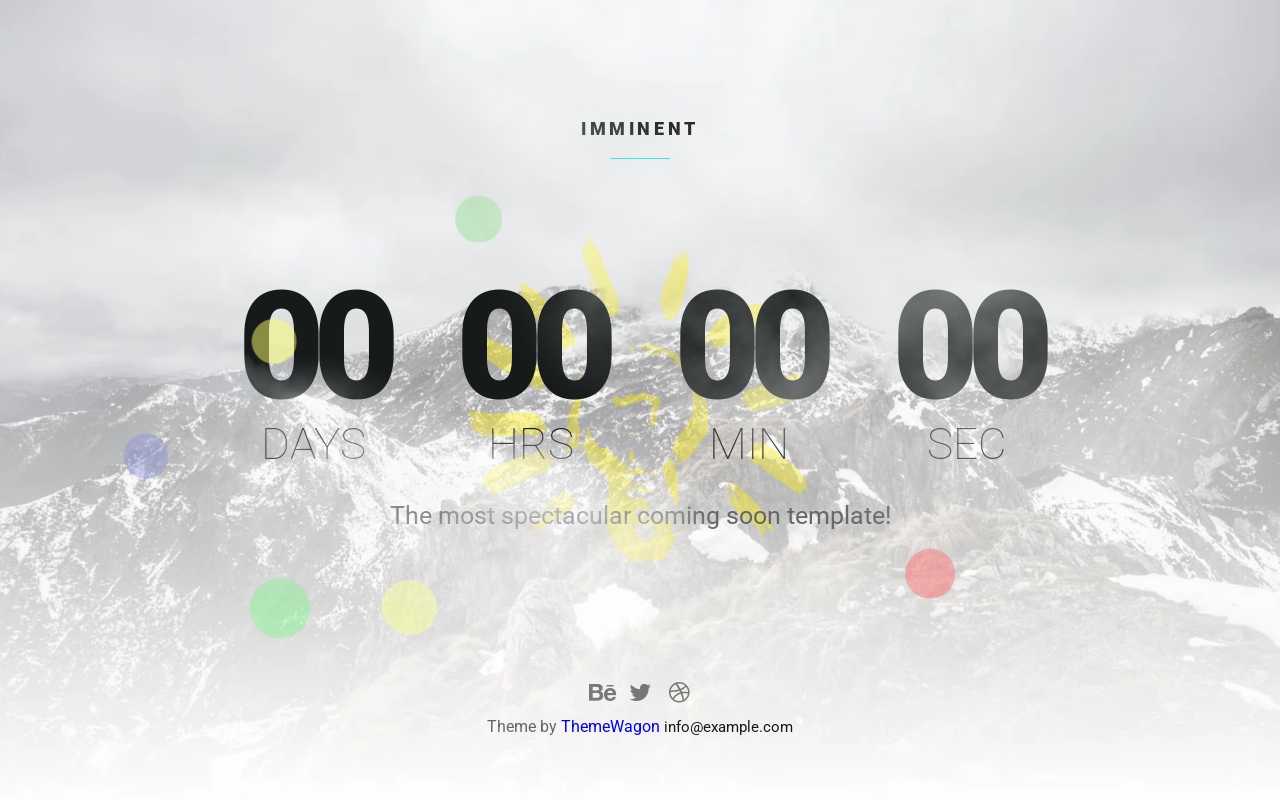 IMMINENT
00 00 00 00
DAYS HRS MIN SEC
The most spectacular coming soon template!
Bē
Theme by ThemeWagon info@example.com